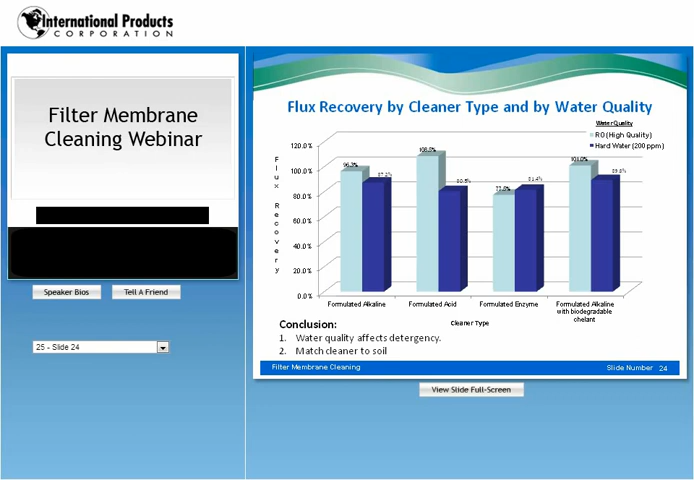 International Products
CORPORATION
Filter Membrane
Cleaning Webinar
Speaker Bios
Tell A Friend
25 - Slide 24
Flux Recovery by Cleaner Type and by Water Quality
Water Quality
RO (High Quality)
Hard Water (200 ppm)
Flux Recovery
120.0%
100.0%
80.0%
60.0%
40.0%
20.0%
0.0%
Formulated Alkaline
Formulated Acid
Formulated Enzyme
Formulated Alkaline
with biodegradable
chelant
Cleaner Type
Conclusion:
1. Water quality affects detergency.
2. Match cleaner to soil
Filter Membrane Cleaning
Slide Number 24
View Slide Full-Screen